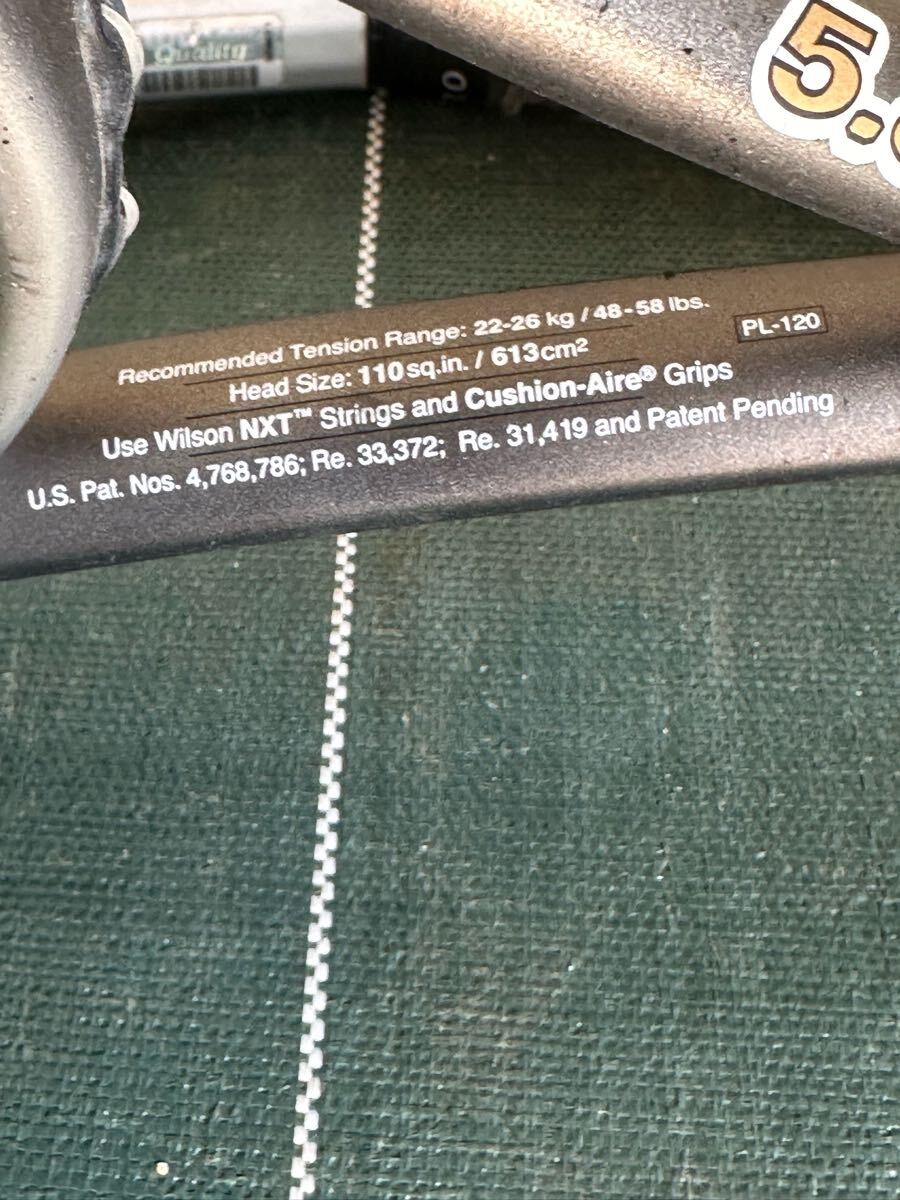 Quality
5.
Recommended Tension Range: 22-26 kg / 48-58 lbs.
PL-120
Head Size: 110 sq.in. / 613cm²
Use Wilson NXT™ Strings and Cushion-Aire® Grips
U.S. Pat. Nos. 4,768,786; Re. 33,372; Re. 31,419 and Patent Pending